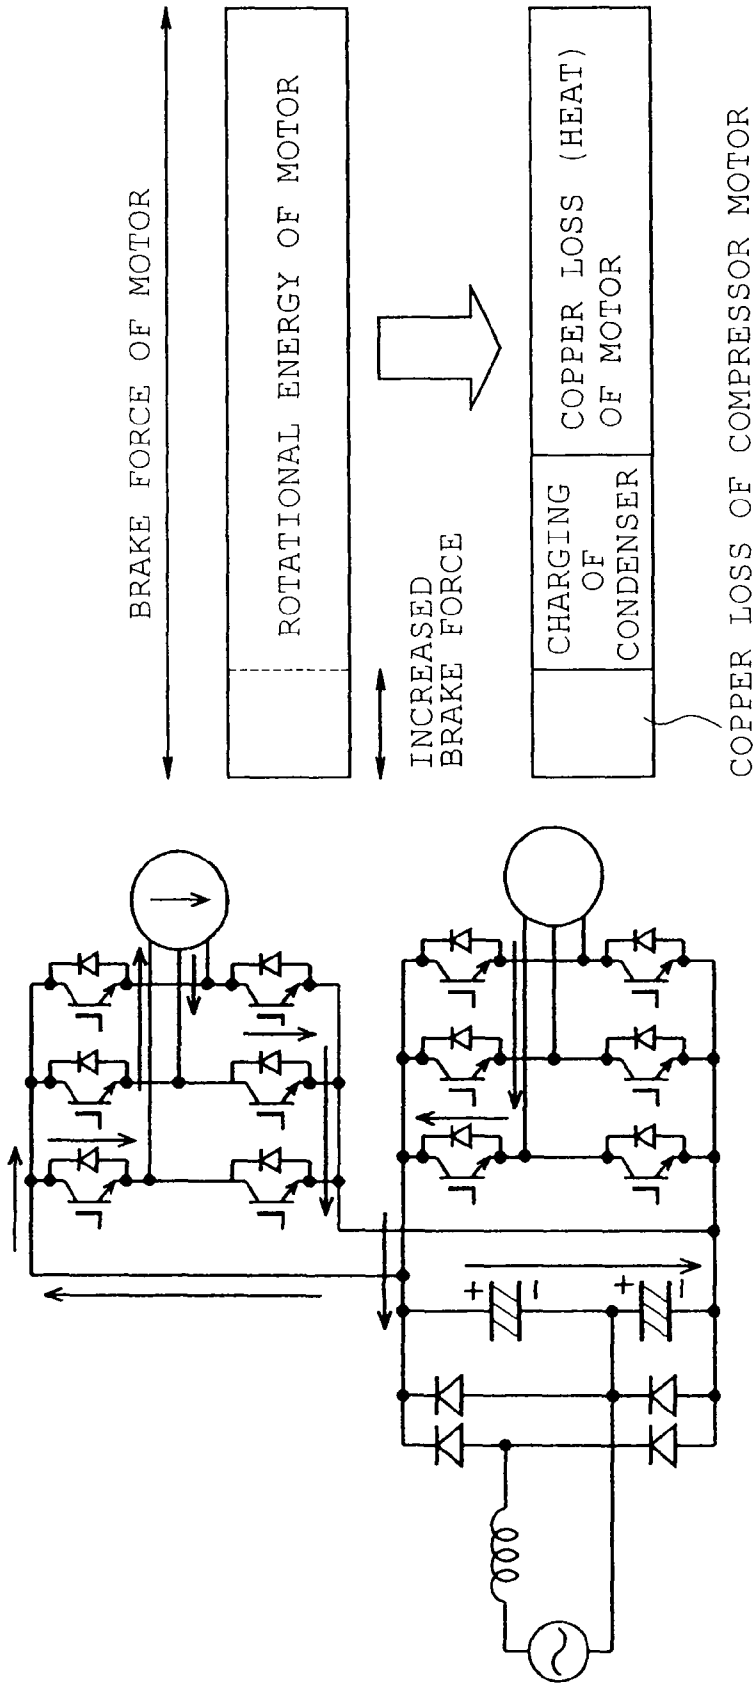 BRAKE FORCE OF MOTOR
ROTATIONAL ENERGY OF MOTOR
INCREASED
BRAKE FORCE
CHARGING
OF
CONDENSER
COPPER LOSS (HEAT)
OF MOTOR
COPPER LOSS OF COMPRESSOR MOTOR
+
−
+
−